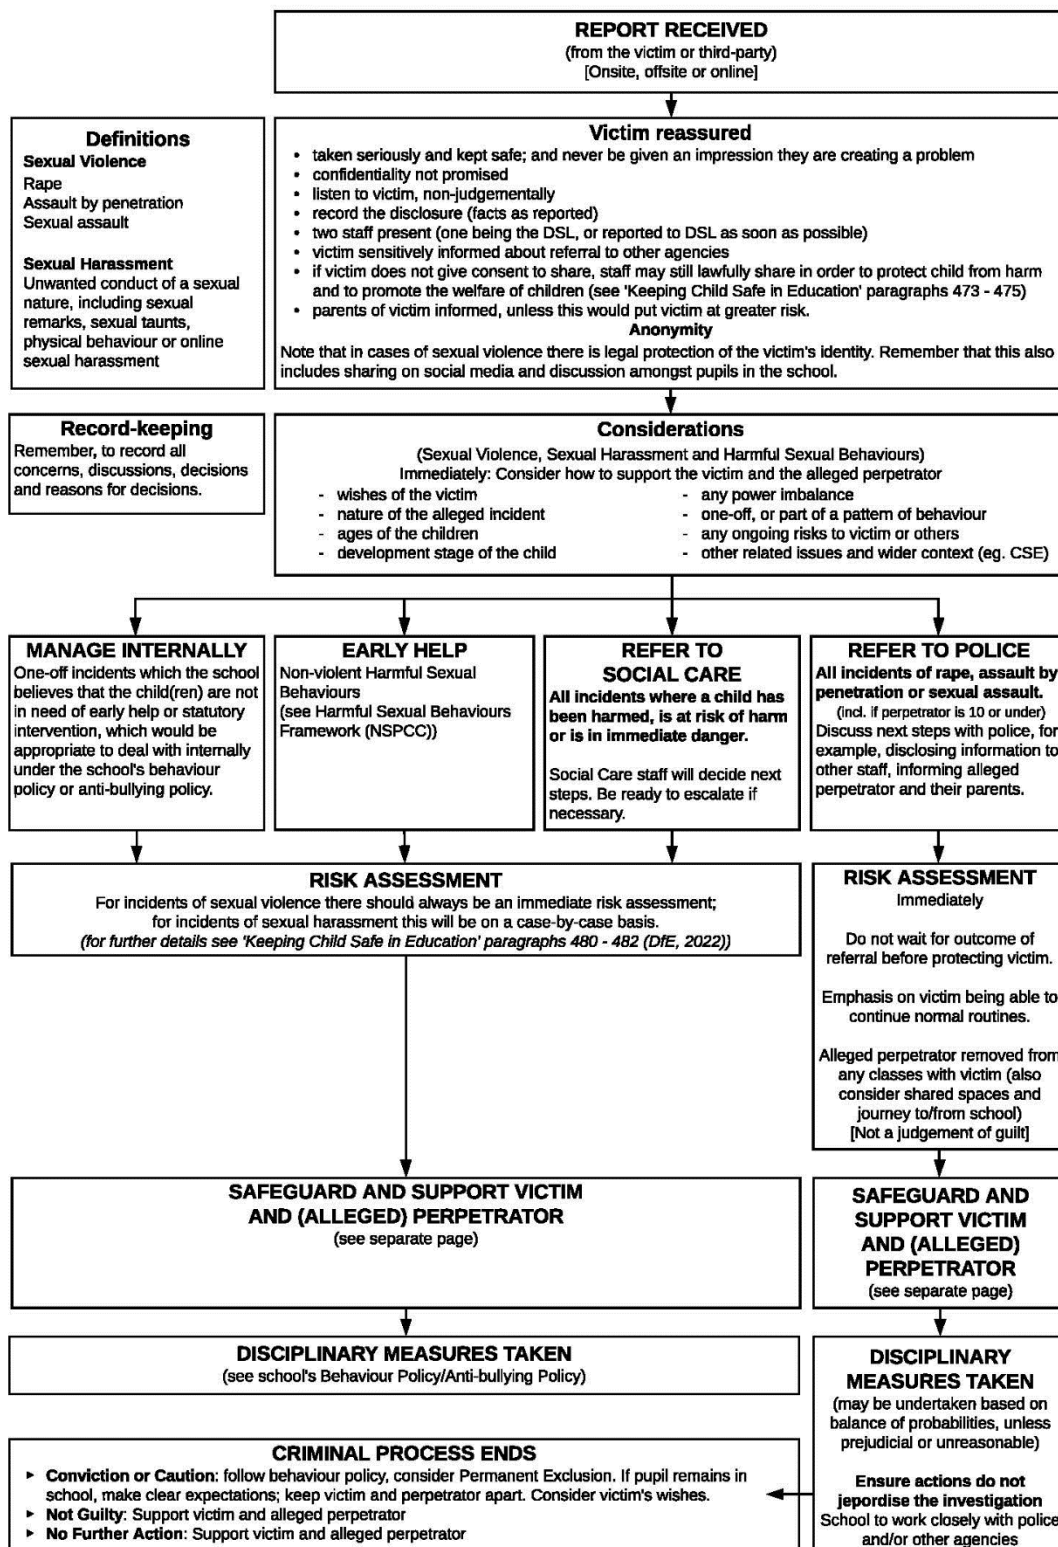 REPORT RECEIVED
(from the victim or third-party)
[Onsite, offsite or online]
Definitions
Sexual Violence
Rape
Assault by penetration
Sexual assault
Sexual Harassment
Unwanted conduct of a sexual
nature, including sexual
remarks, sexual taunts,
physical behaviour or online
sexual harassment
Victim reassured
• taken seriously and kept safe; and never be given an impression they are creating a problem
• confidentiality not promised
• listen to victim, non-judgementally
• record the disclosure (facts as reported)
• two staff present (one being the DSL, or reported to DSL as soon as possible)
• victim sensitively informed about referral to other agencies
• if victim does not give consent to share, staff may still lawfully share in order to protect child from harm
and to promote the welfare of children (see 'Keeping Child Safe in Education' paragraphs 473 - 475)
• parents of victim informed, unless this would put victim at greater risk.
Anonymity
Note that in cases of sexual violence there is legal protection of the victim's identity. Remember that this also
includes sharing on social media and discussion amongst pupils in the school.
Record-keeping
Remember, to record all
concerns, discussions, decisions
and reasons for decisions.
Considerations
(Sexual Violence, Sexual Harassment and Harmful Sexual Behaviours)
Immediately: Consider how to support the victim and the alleged perpetrator
- wishes of the victim
- nature of the alleged incident
- ages of the children
- development stage of the child
- any power imbalance
- one-off, or part of a pattern of behaviour
- any ongoing risks to victim or others
- other related issues and wider context (eg. CSE)
MANAGE INTERNALLY
One-off incidents which the school
believes that the child(ren) are not
in need of early help or statutory
intervention, which would be
appropriate to deal with internally
under the school's behaviour
policy or anti-bullying policy.
EARLY HELP
Non-violent Harmful Sexual
Behaviours
(see Harmful Sexual Behaviours
Framework (NSPCC))
REFER TO
SOCIAL CARE
All incidents where a child has
been harmed, is at risk of harm
or is in immediate danger.
Social Care staff will decide next
steps. Be ready to escalate if
necessary.
REFER TO POLICE
All incidents of rape, assault by
penetration or sexual assault.
(incl. if perpetrator is 10 or under)
Discuss next steps with police, for
example, disclosing information to
other staff, informing alleged
perpetrator and their parents.
RISK ASSESSMENT
For incidents of sexual violence there should always be an immediate risk assessment;
for incidents of sexual harassment this will be on a case-by-case basis.
(for further details see 'Keeping Child Safe in Education' paragraphs 480 - 482 (DfE, 2022))
RISK ASSESSMENT
Immediately
Do not wait for outcome of
referral before protecting victim.
Emphasis on victim being able to
continue normal routines.
Alleged perpetrator removed from
any classes with victim (also
consider shared spaces and
journey to/from school)
[Not a judgement of guilt]
SAFEGUARD AND SUPPORT VICTIM
AND (ALLEGED) PERPETRATOR
(see separate page)
SAFEGUARD AND
SUPPORT VICTIM
AND (ALLEGED)
PERPETRATOR
(see separate page)
DISCIPLINARY MEASURES TAKEN
(see school's Behaviour Policy/Anti-bullying Policy)
DISCIPLINARY
MEASURES TAKEN
(may be undertaken based on
balance of probabilities, unless
prejudicial or unreasonable)
Ensure actions do not
jepordise the investigation
School to work closely with police
and/or other agencies
CRIMINAL PROCESS ENDS
▸ Conviction or Caution: follow behaviour policy, consider Permanent Exclusion. If pupil remains in
school, make clear expectations; keep victim and perpetrator apart. Consider victim's wishes.
▸ Not Guilty: Support victim and alleged perpetrator
▸ No Further Action: Support victim and alleged perpetrator